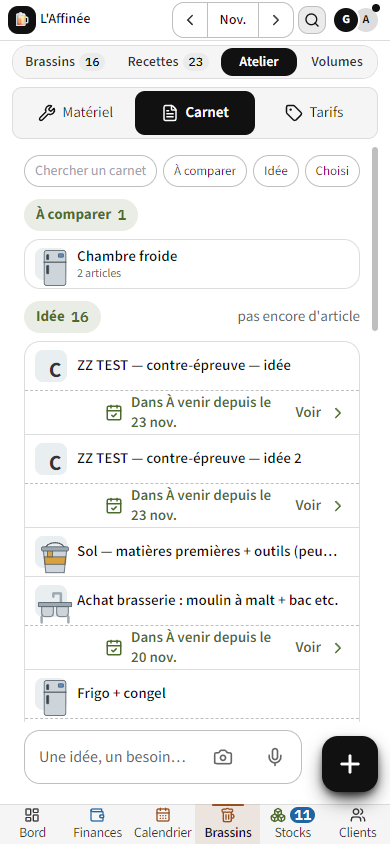 L'Affinée
Nov.
G
A
Brassins 16
Recettes 23
Atelier
Volumes
Matériel
Carnet
Tarifs
Chercher un carnet
À comparer
Idée
Choisi
À comparer 1
Chambre froide
2 articles
Idée 16
pas encore d'article
C
ZZ TEST — contre-épreuve — idée
Dans À venir depuis le
23 nov.
Voir
C
ZZ TEST — contre-épreuve — idée 2
Dans À venir depuis le
23 nov.
Voir
Sol — matières premières + outils (peu…
Achat brasserie : moulin à malt + bac etc.
Dans À venir depuis le
20 nov.
Voir
Frigo + congel
Une idée, un besoin…
Bord
Finances
Calendrier
Brassins
11
Stocks
Clients